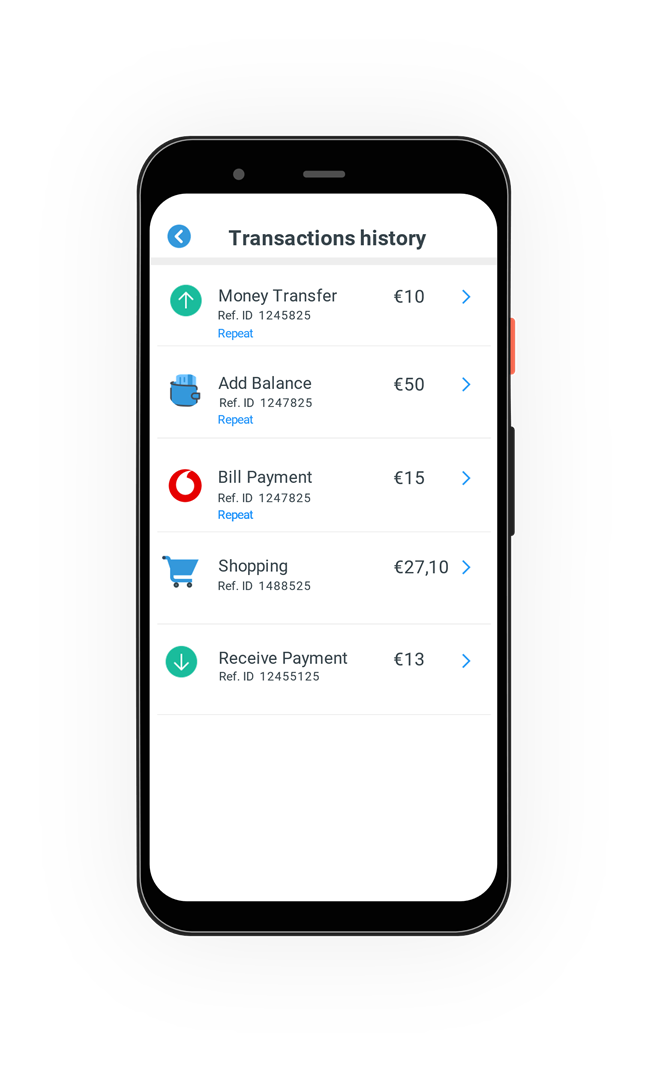 Transactions history
Money Transfer €10
Ref. ID 1245825
Repeat
Add Balance €50
Ref. ID 1247825
Repeat
Bill Payment €15
Ref. ID 1247825
Repeat
Shopping €27,10
Ref. ID 1488525
Receive Payment €13
Ref. ID 12455125